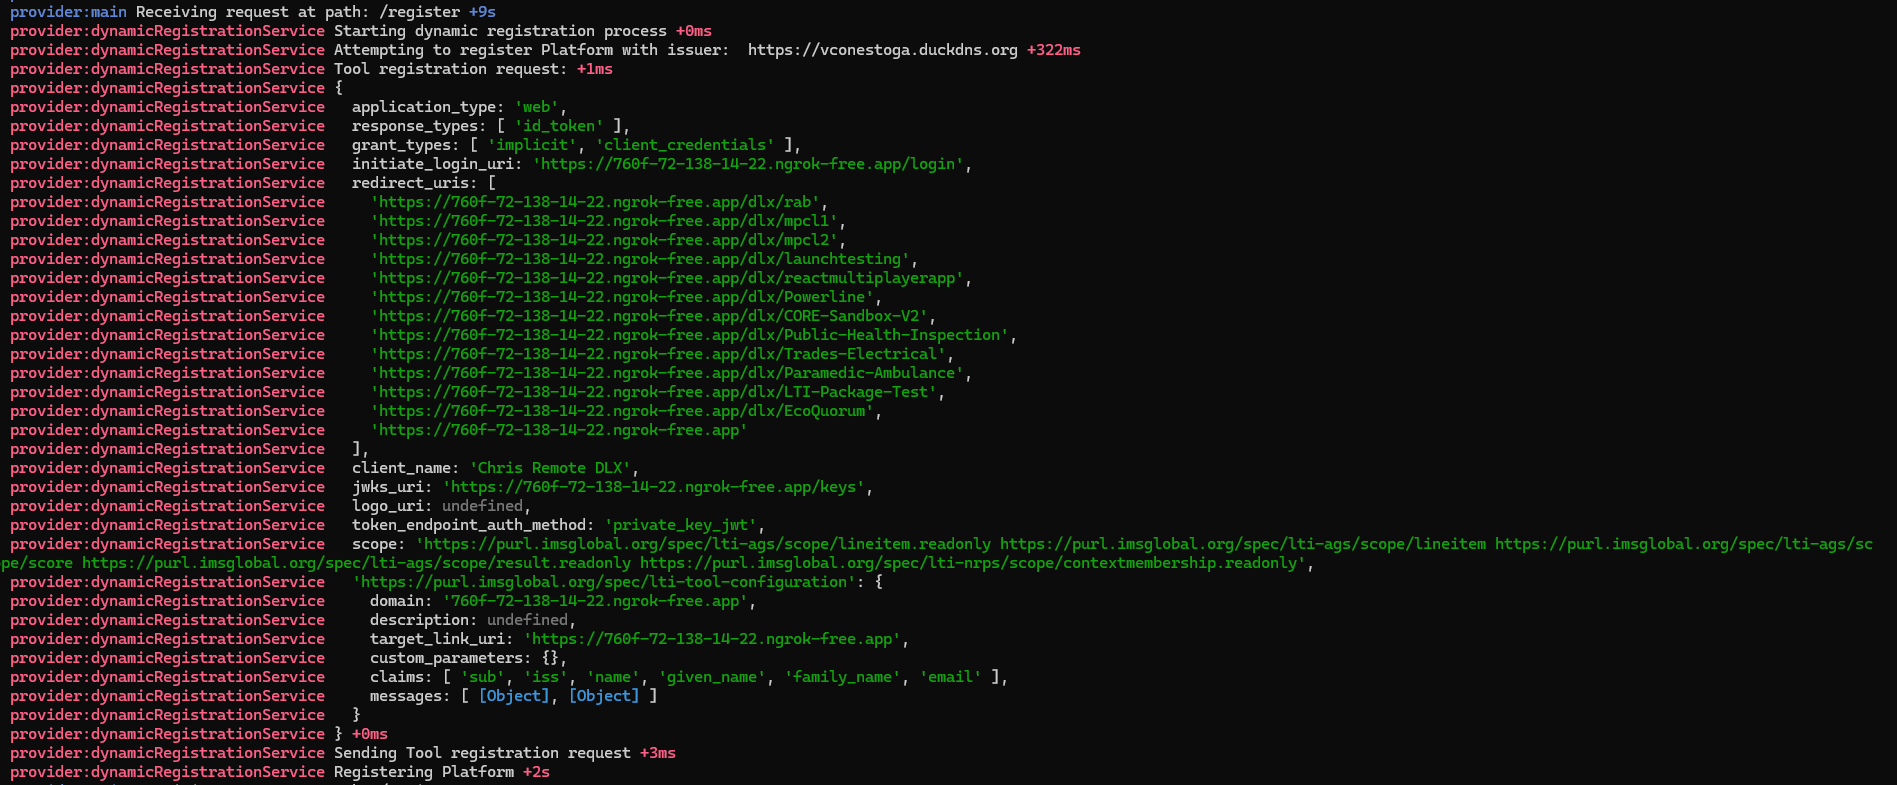 provider:main Receiving request at path: /register +9s
provider:dynamicRegistrationService Starting dynamic registration process +0ms
provider:dynamicRegistrationService Attempting to register Platform with issuer:  https://vconestoga.duckdns.org +322ms
provider:dynamicRegistrationService Tool registration request: +1ms
provider:dynamicRegistrationService {
provider:dynamicRegistrationService   application_type: 'web',
provider:dynamicRegistrationService   response_types: [ 'id_token' ],
provider:dynamicRegistrationService   grant_types: [ 'implicit', 'client_credentials' ],
provider:dynamicRegistrationService   initiate_login_uri: 'https://760f-72-138-14-22.ngrok-free.app/login',
provider:dynamicRegistrationService   redirect_uris: [
provider:dynamicRegistrationService     'https://760f-72-138-14-22.ngrok-free.app/dlx/rab',
provider:dynamicRegistrationService     'https://760f-72-138-14-22.ngrok-free.app/dlx/mpcl1',
provider:dynamicRegistrationService     'https://760f-72-138-14-22.ngrok-free.app/dlx/mpcl2',
provider:dynamicRegistrationService     'https://760f-72-138-14-22.ngrok-free.app/dlx/launchtesting',
provider:dynamicRegistrationService     'https://760f-72-138-14-22.ngrok-free.app/dlx/reactmultiplayerapp',
provider:dynamicRegistrationService     'https://760f-72-138-14-22.ngrok-free.app/dlx/Powerline',
provider:dynamicRegistrationService     'https://760f-72-138-14-22.ngrok-free.app/dlx/CORE-Sandbox-V2',
provider:dynamicRegistrationService     'https://760f-72-138-14-22.ngrok-free.app/dlx/Public-Health-Inspection',
provider:dynamicRegistrationService     'https://760f-72-138-14-22.ngrok-free.app/dlx/Trades-Electrical',
provider:dynamicRegistrationService     'https://760f-72-138-14-22.ngrok-free.app/dlx/Paramedic-Ambulance',
provider:dynamicRegistrationService     'https://760f-72-138-14-22.ngrok-free.app/dlx/LTI-Package-Test',
provider:dynamicRegistrationService     'https://760f-72-138-14-22.ngrok-free.app/dlx/EcoQuorum',
provider:dynamicRegistrationService     'https://760f-72-138-14-22.ngrok-free.app'
provider:dynamicRegistrationService   ],
provider:dynamicRegistrationService   client_name: 'Chris Remote DLX',
provider:dynamicRegistrationService   jwks_uri: 'https://760f-72-138-14-22.ngrok-free.app/keys',
provider:dynamicRegistrationService   logo_uri: undefined,
provider:dynamicRegistrationService   token_endpoint_auth_method: 'private_key_jwt',
provider:dynamicRegistrationService   scope: 'https://purl.imsglobal.org/spec/lti-ags/scope/lineitem.readonly https://purl.imsglobal.org/spec/lti-ags/scope/lineitem https://purl.imsglobal.org/spec/lti-ags/sc
pe/score https://purl.imsglobal.org/spec/lti-ags/scope/result.readonly https://purl.imsglobal.org/spec/lti-nrps/scope/contextmembership.readonly',
provider:dynamicRegistrationService   'https://purl.imsglobal.org/spec/lti-tool-configuration': {
provider:dynamicRegistrationService     domain: '760f-72-138-14-22.ngrok-free.app',
provider:dynamicRegistrationService     description: undefined,
provider:dynamicRegistrationService     target_link_uri: 'https://760f-72-138-14-22.ngrok-free.app',
provider:dynamicRegistrationService     custom_parameters: {},
provider:dynamicRegistrationService     claims: [ 'sub', 'iss', 'name', 'given_name', 'family_name', 'email' ],
provider:dynamicRegistrationService     messages: [ [Object], [Object] ]
provider:dynamicRegistrationService   }
provider:dynamicRegistrationService } +0ms
provider:dynamicRegistrationService Sending Tool registration request +3ms
provider:dynamicRegistrationService Registering Platform +2s